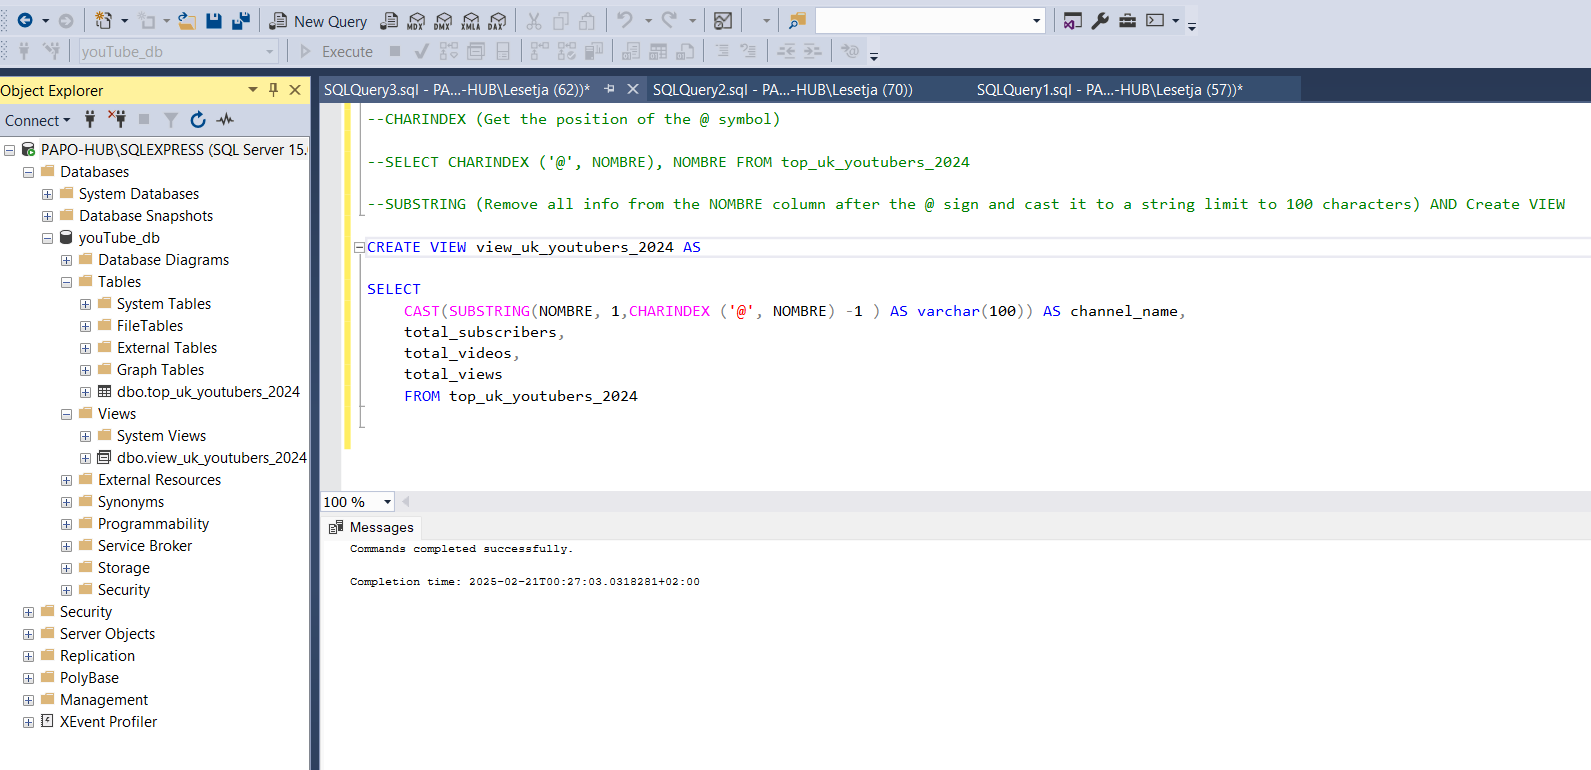 New Query MDX DMX XMLA DAX
youTube_db Execute
Object Explorer
Connect
PAPO-HUB\SQLEXPRESS (SQL Server 15.
Databases
System Databases
Database Snapshots
youTube_db
Database Diagrams
Tables
System Tables
FileTables
External Tables
Graph Tables
dbo.top_uk_youtubers_2024
Views
System Views
dbo.view_uk_youtubers_2024
External Resources
Synonyms
Programmability
Service Broker
Storage
Security
Security
Server Objects
Replication
PolyBase
Management
XEvent Profiler
SQLQuery3.sql - PA...-HUB\Lesetja (62))* SQLQuery2.sql - PA...-HUB\Lesetja (70)) SQLQuery1.sql - PA...-HUB\Lesetja (57))*
--CHARINDEX (Get the position of the @ symbol)
--SELECT CHARINDEX ('@', NOMBRE), NOMBRE FROM top_uk_youtubers_2024
--SUBSTRING (Remove all info from the NOMBRE column after the @ sign and cast it to a string limit to 100 characters) AND Create VIEW
CREATE VIEW view_uk_youtubers_2024 AS
SELECT
CAST(SUBSTRING(NOMBRE, 1,CHARINDEX ('@', NOMBRE) -1 ) AS varchar(100)) AS channel_name,
total_subscribers,
total_videos,
total_views
FROM top_uk_youtubers_2024
100 %
Messages
Commands completed successfully.
Completion time: 2025-02-21T00:27:03.0318281+02:00